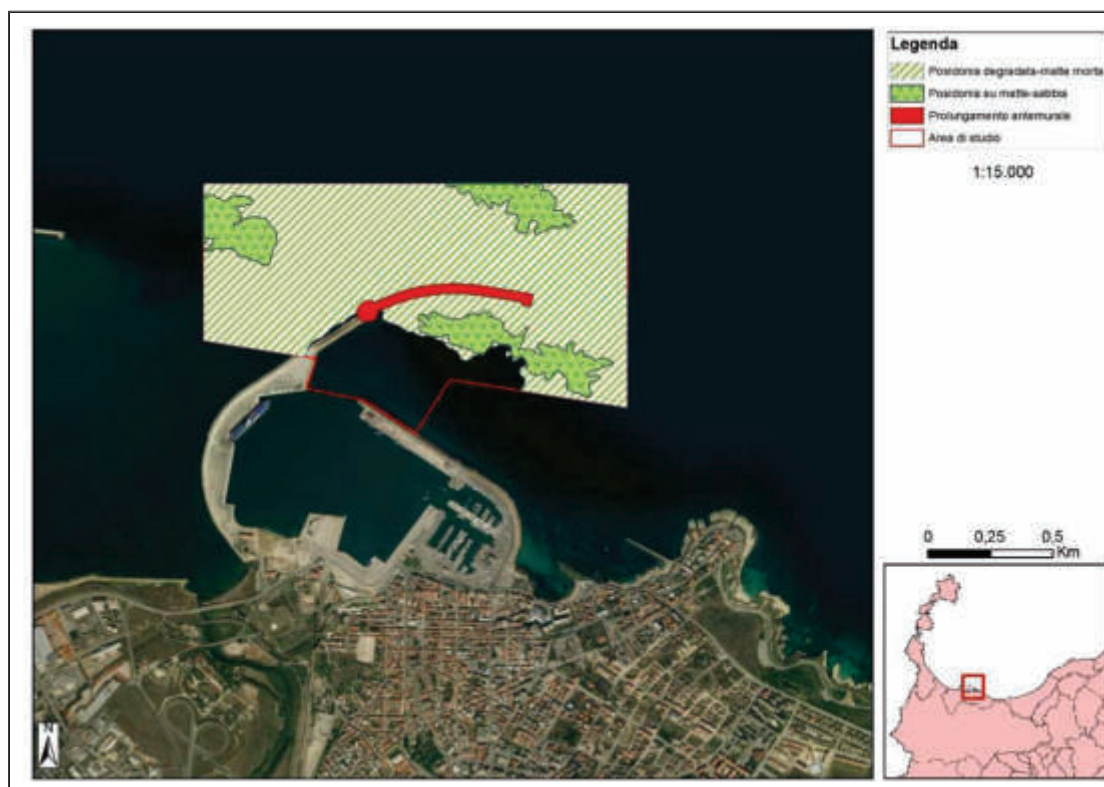 Legenda
Posidonia degradata-matte morta
Posidonia su matte-sabbia
Prolungamento antemurale
Area di studio
1:15.000
0 0,25 0,5
Km